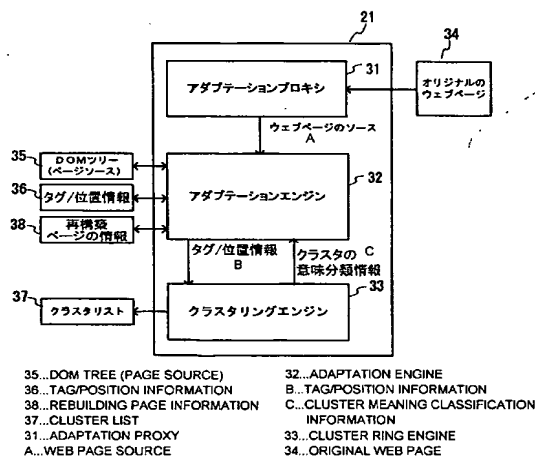 21
34
31
アダプテーションプロキシ
オリジナルの
ウェブページ
ウェブページのソース
A
35
DOMツリー
(ページソース)
36
タグ/位置情報
38
再構築
ページの情報
アダプテーションエンジン
32
タグ/位置情報
B
クラスタの C
意味分類情報
37
クラスタリスト
クラスタリングエンジン
33
35...DOM TREE (PAGE SOURCE)
36...TAG/POSITION INFORMATION
38...REBUILDING PAGE INFORMATION
37...CLUSTER LIST
31...ADAPTATION PROXY
A...WEB PAGE SOURCE
32...ADAPTATION ENGINE
B...TAG/POSITION INFORMATION
C...CLUSTER MEANING CLASSIFICATION
INFORMATION
33...CLUSTER RING ENGINE
34...ORIGINAL WEB PAGE